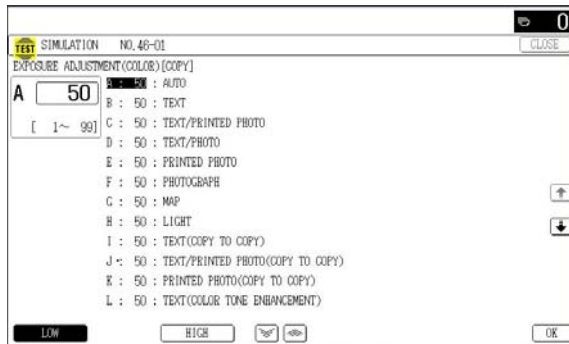 0
TEST SIMULATION NO.46-01 CLOSE
EXPOSURE ADJUSTMENT(COLOR)[COPY]
A 50
[ 1~ 99]
A : 50 : AUTO
B : 50 : TEXT
C : 50 : TEXT/PRINTED PHOTO
D : 50 : TEXT/PHOTO
E : 50 : PRINTED PHOTO
F : 50 : PHOTOGRAPH
G : 50 : MAP
H : 50 : LIGHT
I : 50 : TEXT(COPY TO COPY)
J : 50 : TEXT/PRINTED PHOTO(COPY TO COPY)
K : 50 : PRINTED PHOTO(COPY TO COPY)
L : 50 : TEXT(COLOR TONE ENHANCEMENT)
LOW HIGH OK